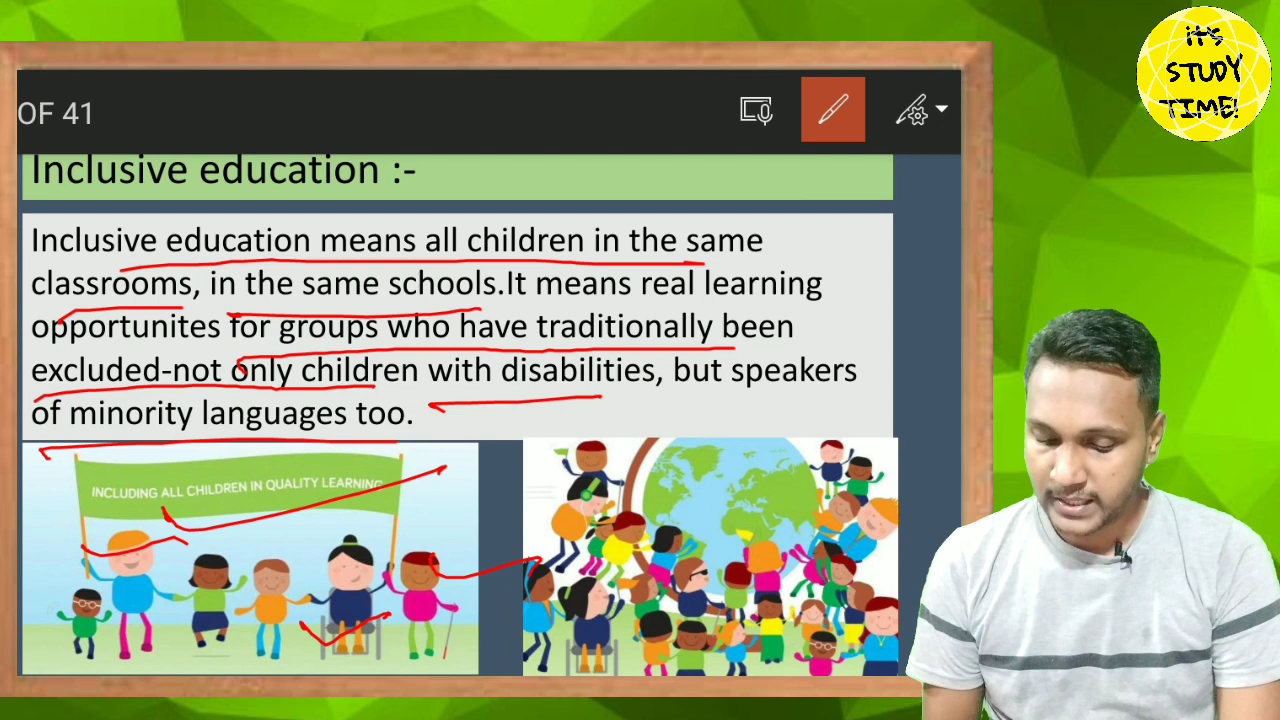 OF 41
it's
STUDY
TIME!
Inclusive education :-
Inclusive education means all children in the same
classrooms, in the same schools.It means real learning
opportunites for groups who have traditionally been
excluded-not only children with disabilities, but speakers
of minority languages too.
INCLUDING ALL CHILDREN IN QUALITY LEARNING